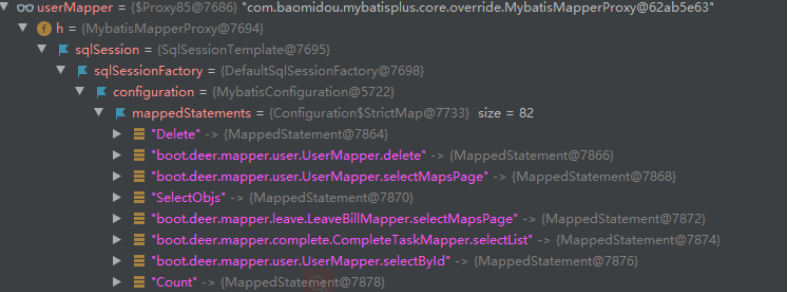 userMapper = {$Proxy85@7686} "com.baomidou.mybatisplus.core.override.MybatisMapperProxy@62ab5e63"
f h = {MybatisMapperProxy@7694}
sqlSession = {SqlSessionTemplate@7695}
sqlSessionFactory = {DefaultSqlSessionFactory@7698}
configuration = {MybatisConfiguration@5722}
mappedStatements = {Configuration$StrictMap@7733} size = 82
"Delete" -> {MappedStatement@7864}
"boot.deer.mapper.user.UserMapper.delete" -> {MappedStatement@7866}
"boot.deer.mapper.user.UserMapper.selectMapsPage" -> {MappedStatement@7868}
"SelectObjs" -> {MappedStatement@7870}
"boot.deer.mapper.leave.LeaveBillMapper.selectMapsPage" -> {MappedStatement@7872}
"boot.deer.mapper.complete.CompleteTaskMapper.selectList" -> {MappedStatement@7874}
"boot.deer.mapper.user.UserMapper.selectById" -> {MappedStatement@7876}
"Count" -> {MappedStatement@7878}